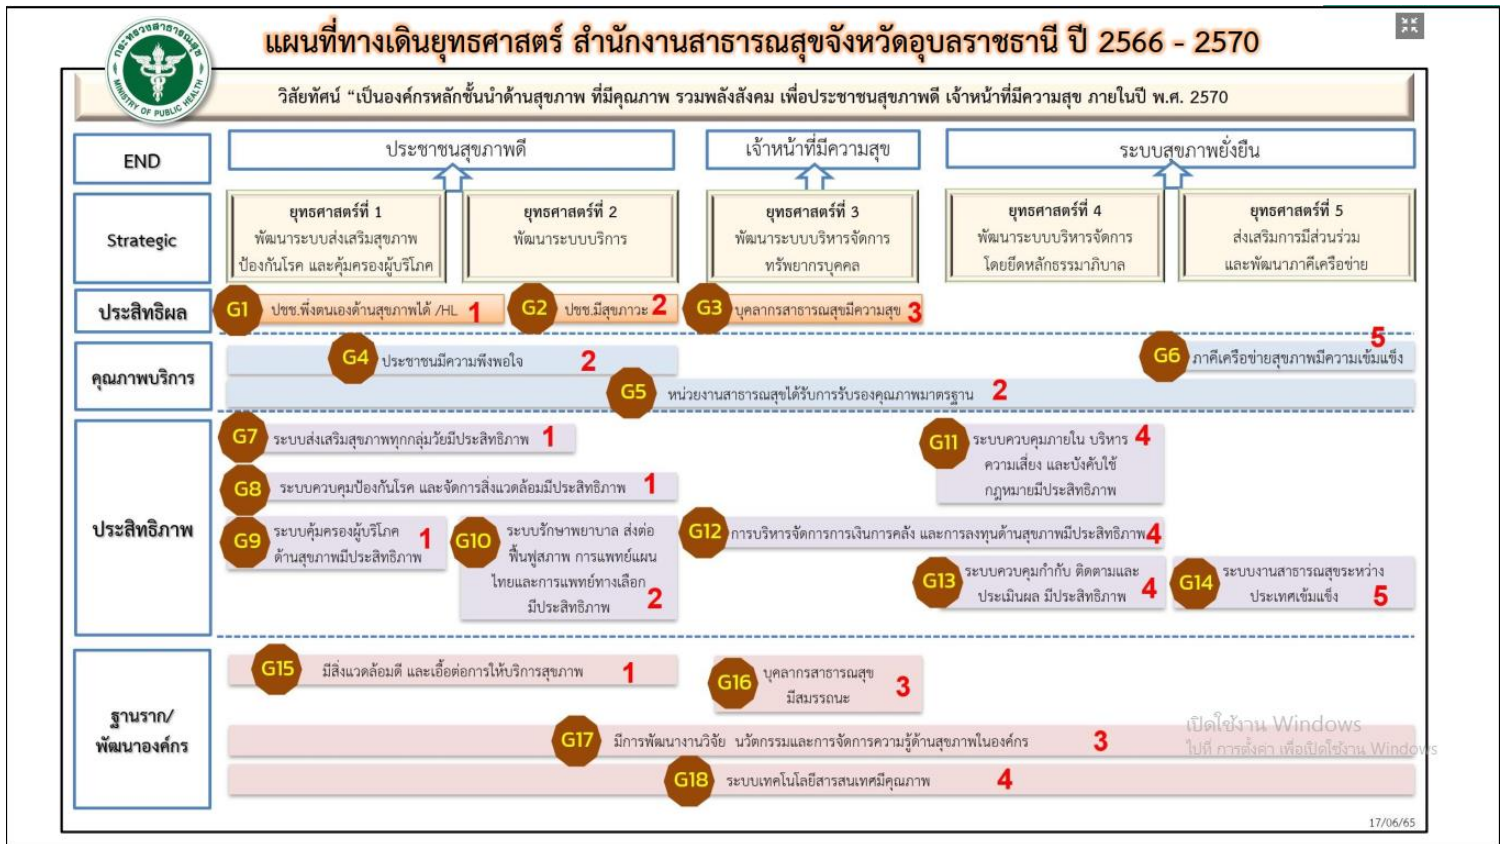 แผนที่ทางเดินยุทธศาสตร์ สำนักงานสาธารณสุขจังหวัดอุบลราชธานี ปี 2566 - 2570
กระทรวงสาธารณสุข
MINISTRY OF PUBLIC HEALTH
วิสัยทัศน์ “เป็นองค์กรหลักชั้นนำด้านสุขภาพ ที่มีคุณภาพ รวมพลังสังคม เพื่อประชาชนสุขภาพดี เจ้าหน้าที่มีความสุข ภายในปี พ.ศ. 2570
END
ประชาชนสุขภาพดี
เจ้าหน้าที่มีความสุข
ระบบสุขภาพยั่งยืน
Strategic
ยุทธศาสตร์ที่ 1
พัฒนาระบบส่งเสริมสุขภาพ
ป้องกันโรค และคุ้มครองผู้บริโภค
ยุทธศาสตร์ที่ 2
พัฒนาระบบบริการ
ยุทธศาสตร์ที่ 3
พัฒนาระบบบริหารจัดการ
ทรัพยากรบุคคล
ยุทธศาสตร์ที่ 4
พัฒนาระบบบริหารจัดการ
โดยยึดหลักธรรมาภิบาล
ยุทธศาสตร์ที่ 5
ส่งเสริมการมีส่วนร่วม
และพัฒนาภาคีเครือข่าย
ประสิทธิผล
G1 ปชช.พึ่งตนเองด้านสุขภาพได้ /HL 1
G2 ปชช.มีสุขภาวะ 2
G3 บุคลากรสาธารณสุขมีความสุข 3
คุณภาพบริการ
G4 ประชาชนมีความพึงพอใจ 2
G6 ภาคีเครือข่ายสุขภาพมีความเข้มแข็ง 5
G5 หน่วยงานสาธารณสุขได้รับการรับรองคุณภาพมาตรฐาน 2
ประสิทธิภาพ
G7 ระบบส่งเสริมสุขภาพทุกกลุ่มวัยมีประสิทธิภาพ 1
G11 ระบบควบคุมภายใน บริหาร 4
ความเสี่ยง และบังคับใช้
กฎหมายมีประสิทธิภาพ
G8 ระบบควบคุมป้องกันโรค และจัดการสิ่งแวดล้อมมีประสิทธิภาพ 1
G9 ระบบคุ้มครองผู้บริโภค 1
ด้านสุขภาพมีประสิทธิภาพ
G10 ระบบรักษาพยาบาล ส่งต่อ
ฟื้นฟูสภาพ การแพทย์แผน
ไทยและการแพทย์ทางเลือก
มีประสิทธิภาพ 2
G12 การบริหารจัดการการเงินการคลัง และการลงทุนด้านสุขภาพมีประสิทธิภาพ 4
G13 ระบบควบคุมกำกับ ติดตามและ
ประเมินผล มีประสิทธิภาพ 4
G14 ระบบงานสาธารณสุขระหว่าง
ประเทศเข้มแข็ง 5
ฐานราก/
พัฒนาองค์กร
G15 มีสิ่งแวดล้อมดี และเอื้อต่อการให้บริการสุขภาพ 1
G16 บุคลากรสาธารณสุข
มีสมรรถนะ 3
G17 มีการพัฒนางานวิจัย นวัตกรรมและการจัดการความรู้ด้านสุขภาพในองค์กร 3
G18 ระบบเทคโนโลยีสารสนเทศมีคุณภาพ 4
เปิดใช้งาน Windows
ไปที่ การตั้งค่า เพื่อเปิดใช้งาน Windows
17/06/65